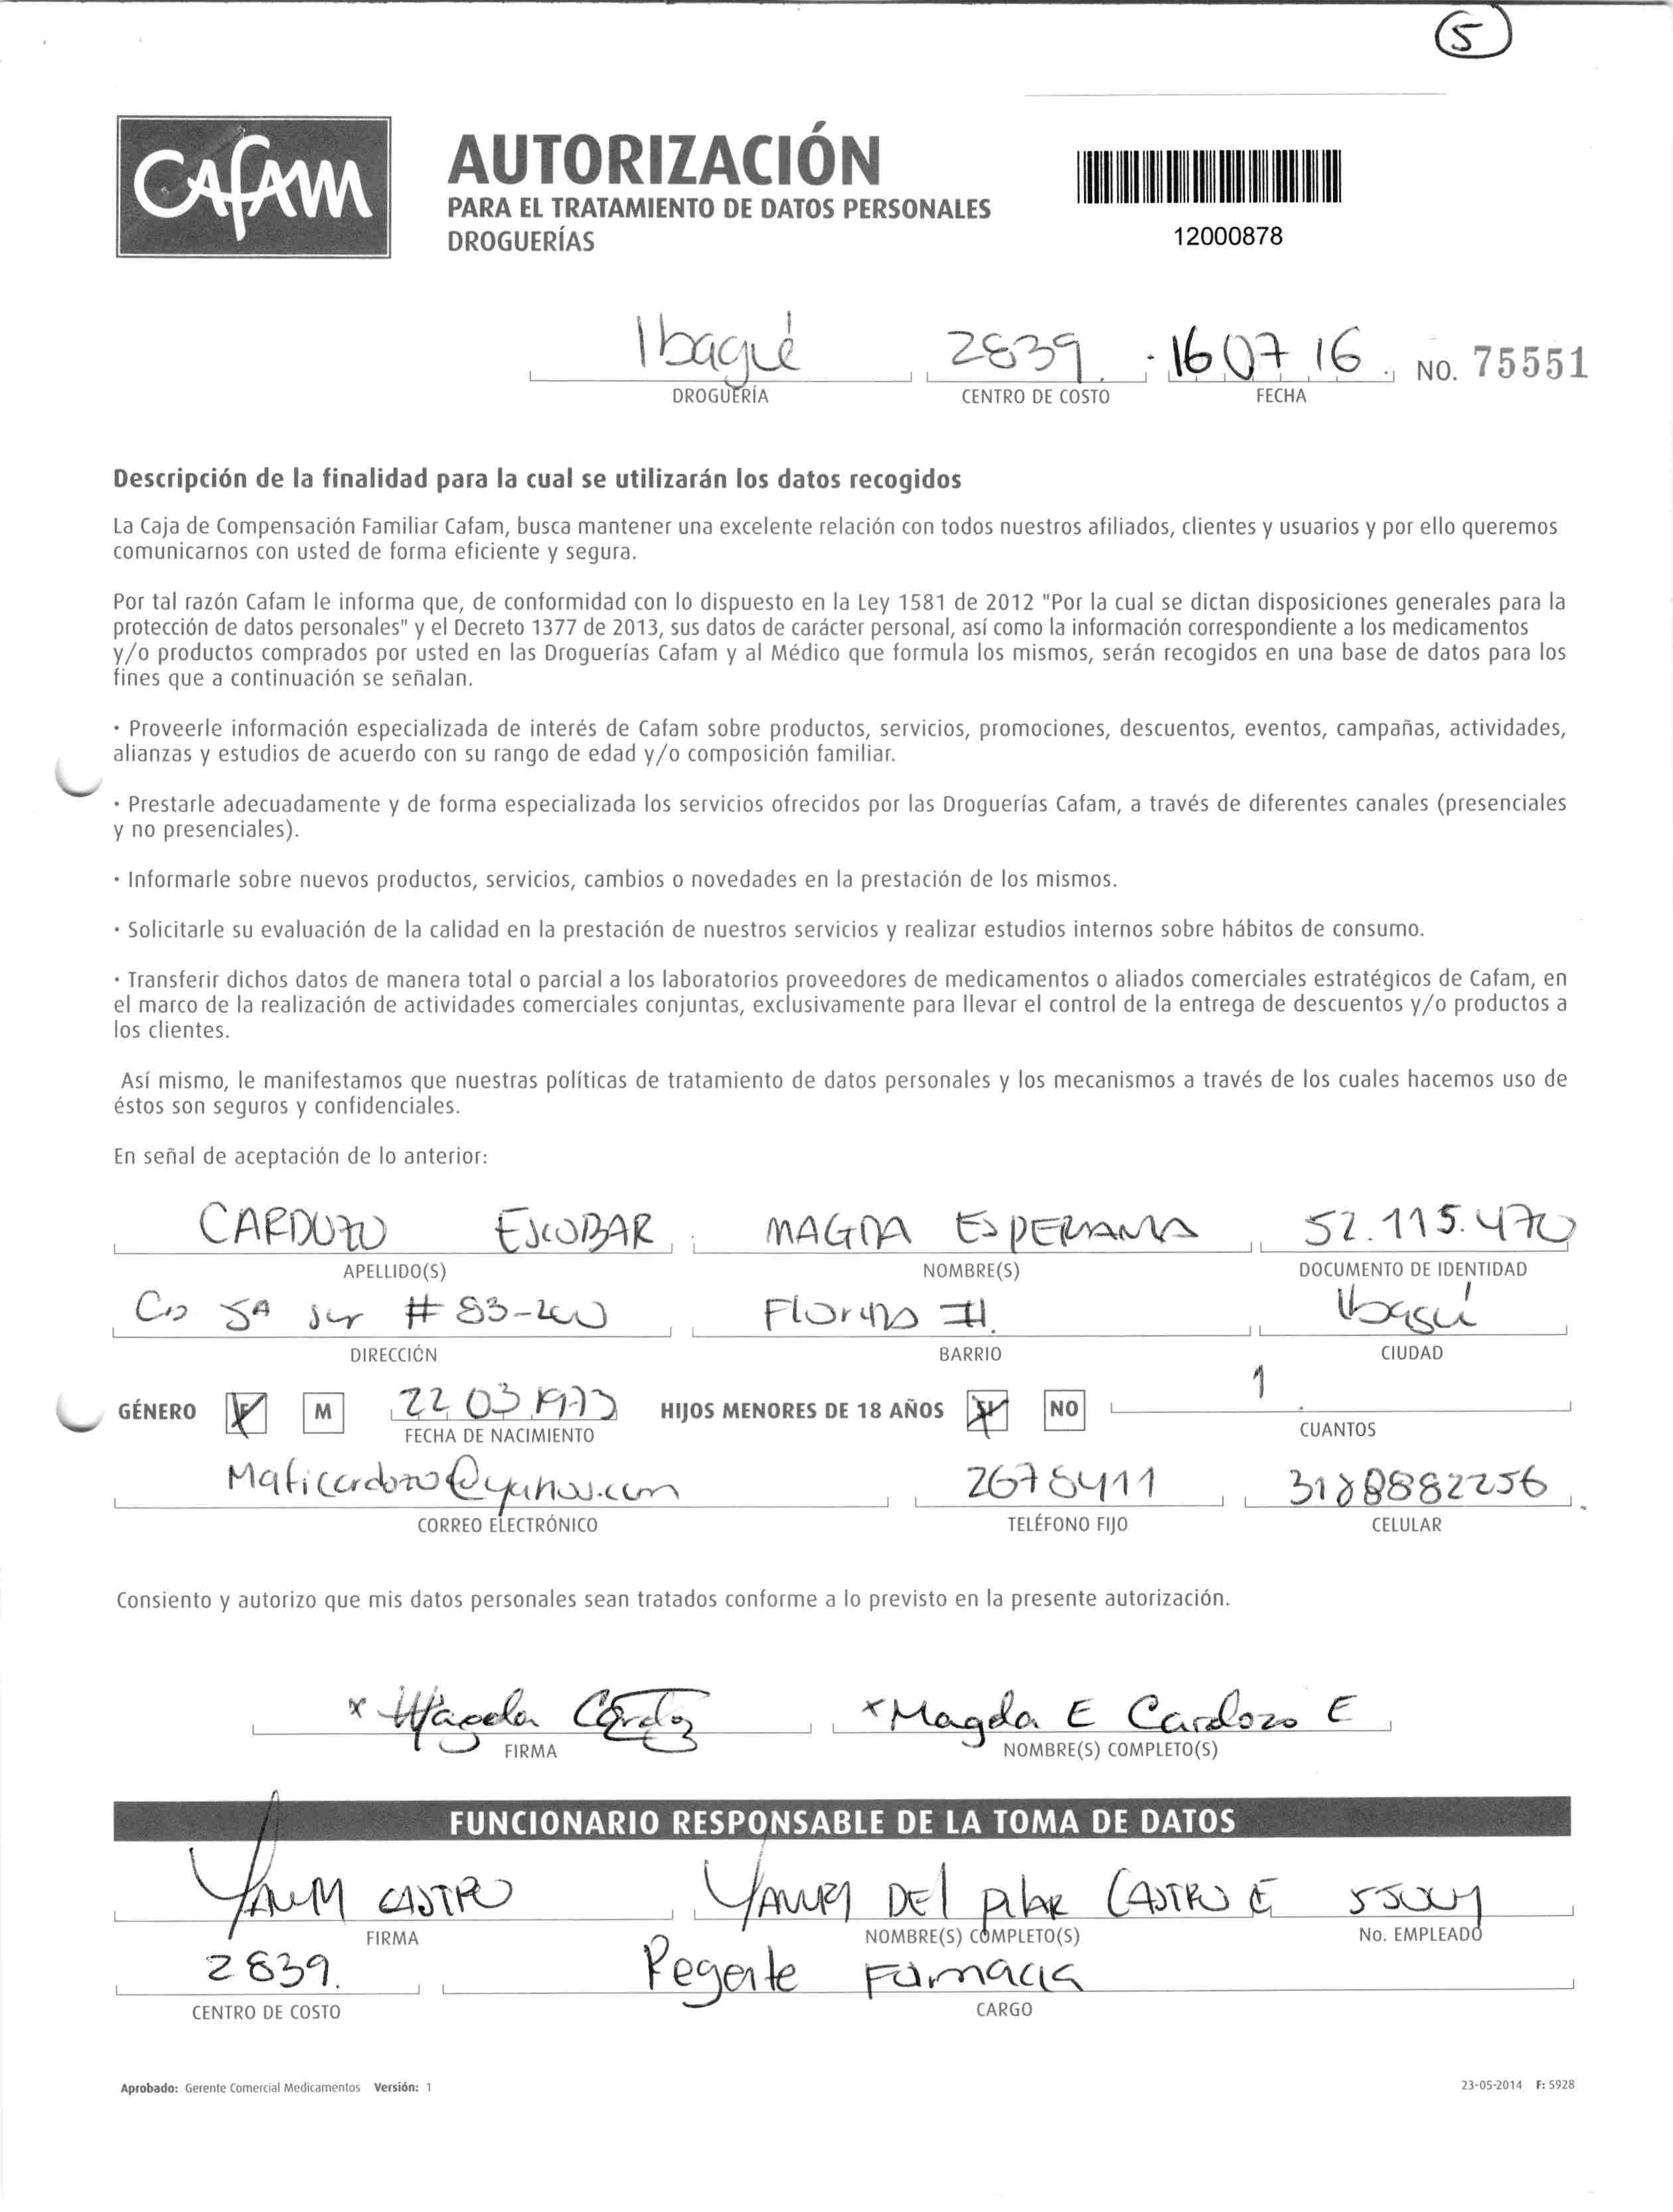 5
CAfAM
AUTORIZACIÓN
PARA EL TRATAMIENTO DE DATOS PERSONALES
DROGUERÍAS
12000878
Ibagué 2839 16 07 16 NO. 75551
DROGUERÍA CENTRO DE COSTO FECHA
Descripción de la finalidad para la cual se utilizarán los datos recogidos
La Caja de Compensación Familiar Cafam, busca mantener una excelente relación con todos nuestros afiliados, clientes y usuarios y por ello queremos
comunicarnos con usted de forma eficiente y segura.
Por tal razón Cafam le informa que, de conformidad con lo dispuesto en la Ley 1581 de 2012 "Por la cual se dictan disposiciones generales para la
protección de datos personales" y el Decreto 1377 de 2013, sus datos de carácter personal, así como la información correspondiente a los medicamentos
y/o productos comprados por usted en las Droguerías Cafam y al Médico que formula los mismos, serán recogidos en una base de datos para los
fines que a continuación se señalan.
· Proveerle información especializada de interés de Cafam sobre productos, servicios, promociones, descuentos, eventos, campañas, actividades,
alianzas y estudios de acuerdo con su rango de edad y/o composición familiar.
· Prestarle adecuadamente y de forma especializada los servicios ofrecidos por las Droguerías Cafam, a través de diferentes canales (presenciales
y no presenciales).
· Informarle sobre nuevos productos, servicios, cambios o novedades en la prestación de los mismos.
· Solicitarle su evaluación de la calidad en la prestación de nuestros servicios y realizar estudios internos sobre hábitos de consumo.
· Transferir dichos datos de manera total o parcial a los laboratorios proveedores de medicamentos o aliados comerciales estratégicos de Cafam, en
el marco de la realización de actividades comerciales conjuntas, exclusivamente para llevar el control de la entrega de descuentos y/o productos a
los clientes.
Así mismo, le manifestamos que nuestras políticas de tratamiento de datos personales y los mecanismos a través de los cuales hacemos uso de
éstos son seguros y confidenciales.
En señal de aceptación de lo anterior:
CARDOZO ESCOBAR MAGDA ESPERANZA 52.115.470
APELLIDO(S) NOMBRE(S) DOCUMENTO DE IDENTIDAD
5A sur # 83-200 II Ibagué
DIRECCIÓN BARRIO CIUDAD
GÉNERO F M 22 03 1973 HIJOS MENORES DE 18 AÑOS SI NO 1
FECHA DE NACIMIENTO CUANTOS
Maficardozo@yahoo.com 2678411 3188882256
CORREO ELECTRÓNICO TELÉFONO FIJO CELULAR
Consiento y autorizo que mis datos personales sean tratados conforme a lo previsto en la presente autorización.
x Magda Cardoz x Magda E Cardozo E
FIRMA NOMBRE(S) COMPLETO(S)
FUNCIONARIO RESPONSABLE DE LA TOMA DE DATOS
CASTRO DEL PILAR CASTRO E
FIRMA NOMBRE(S) COMPLETO(S) No. EMPLEADO
2839. Regente Farmacia
CENTRO DE COSTO CARGO
Aprobado: Gerente Comercial Medicamentos Versión: 1 23-05-2014 F: 5928